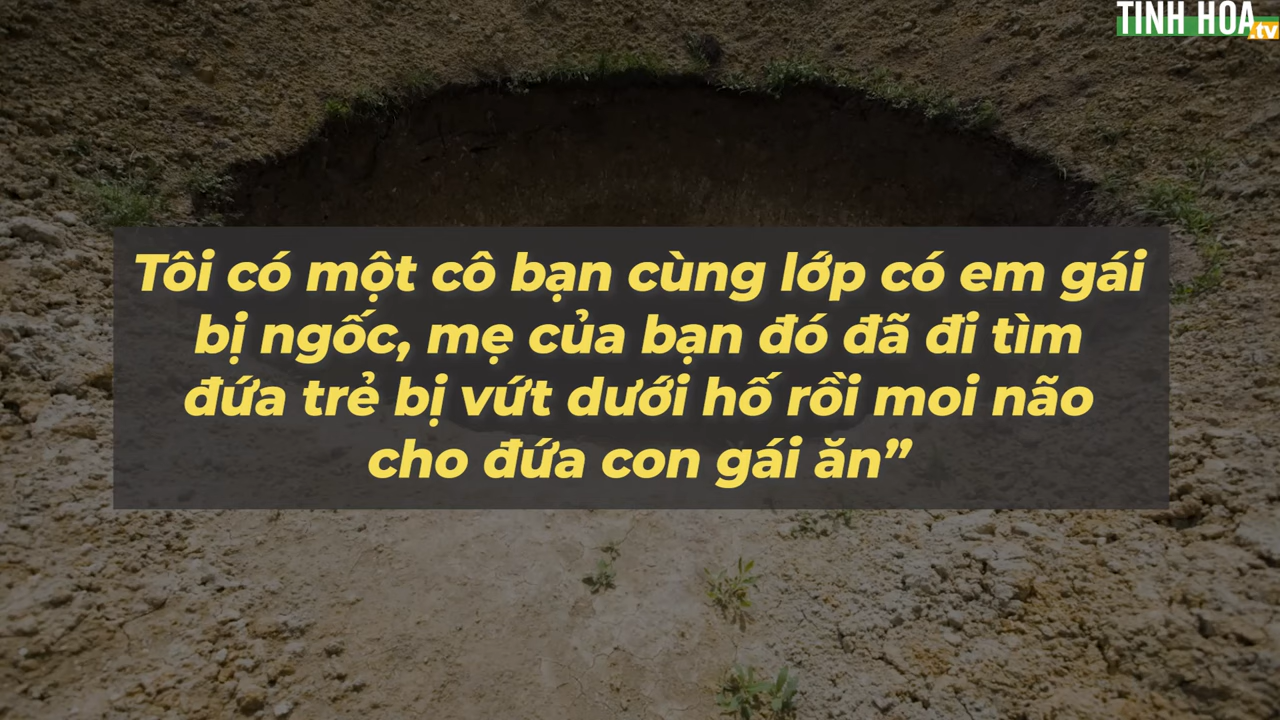 TINH HOA
.tv
Tôi có một cô bạn cùng lớp có em gái
bị ngốc, mẹ của bạn đó đã đi tìm
đứa trẻ bị vứt dưới hố rồi moi não
cho đứa con gái ăn”